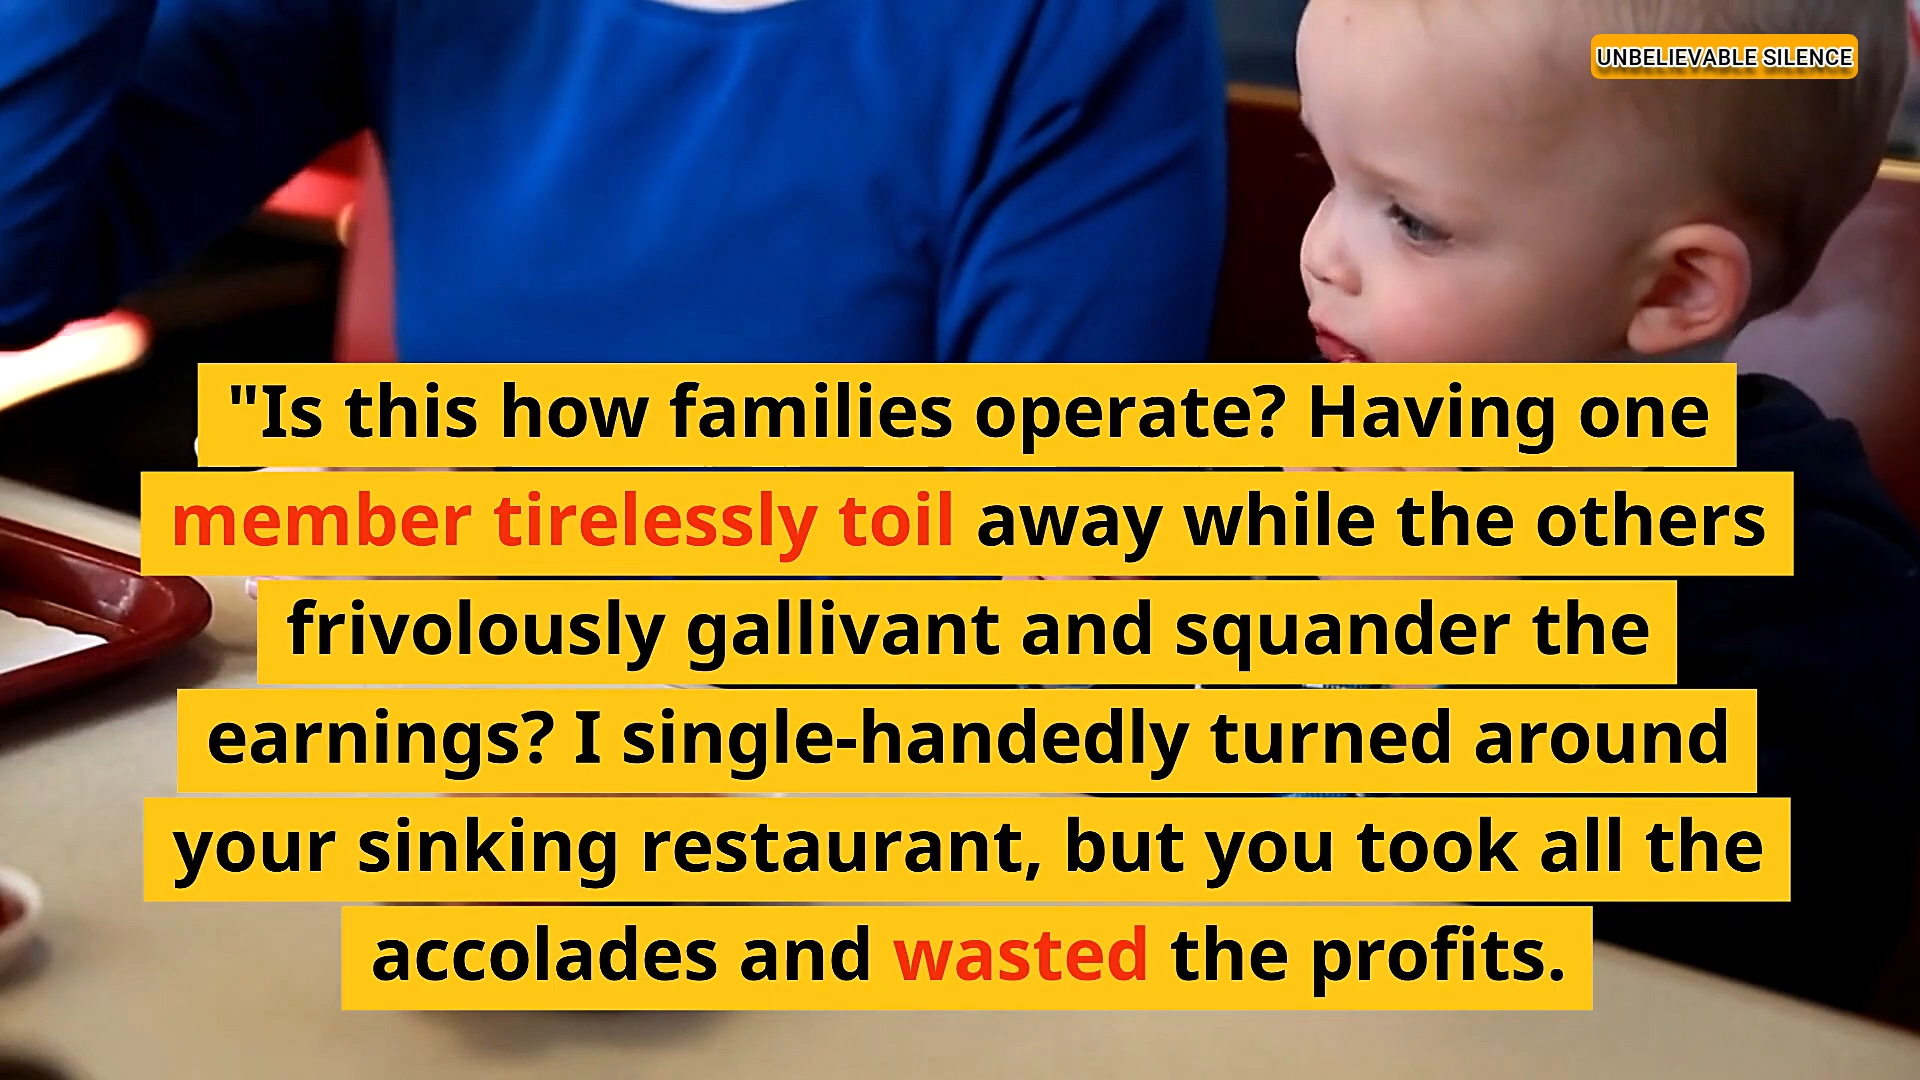 UNBELIEVABLE SILENCE
"Is this how families operate? Having one
member tirelessly toil away while the others
frivolously gallivant and squander the
earnings? I single-handedly turned around
your sinking restaurant, but you took all the
accolades and wasted the profits.